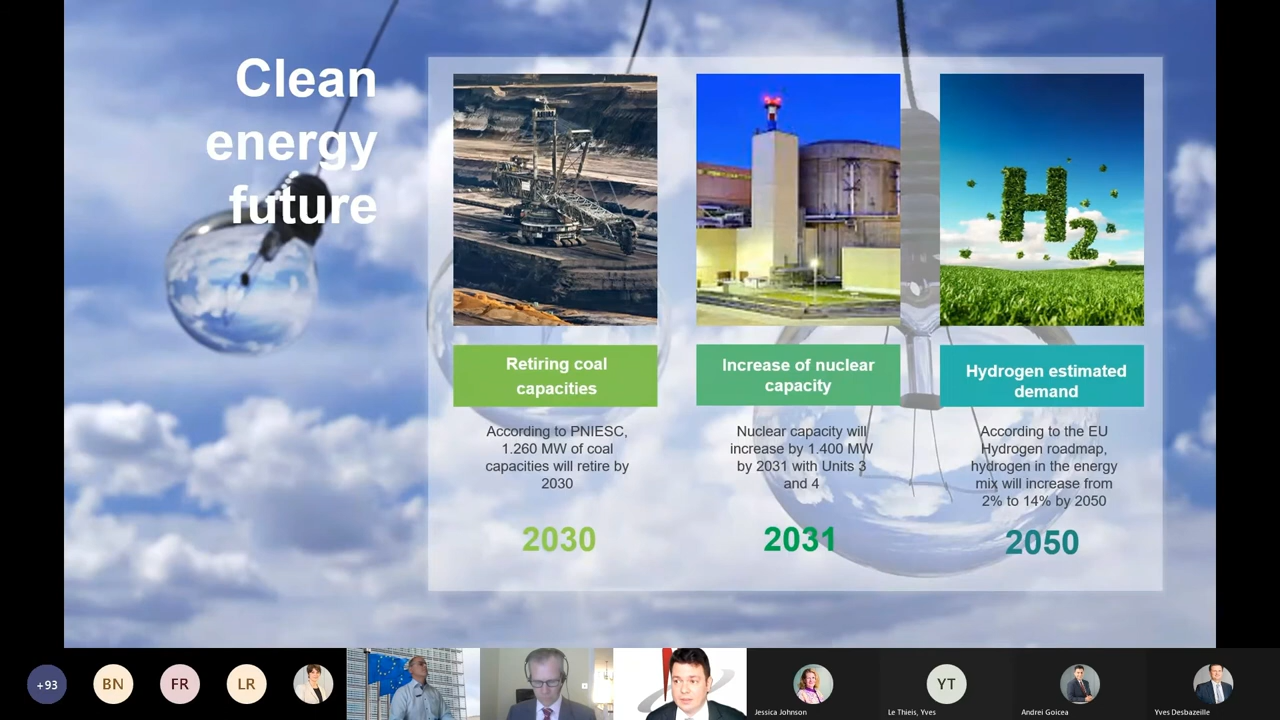 Clean
energy
future
H2
Retiring coal
capacities
According to PNIESC,
1.260 MW of coal
capacities will retire by
2030
2030
Increase of nuclear
capacity
Nuclear capacity will
increase by 1.400 MW
by 2031 with Units 3
and 4
2031
Hydrogen estimated
demand
According to the EU
Hydrogen roadmap,
hydrogen in the energy
mix will increase from
2% to 14% by 2050
2050
+93
BN
FR
LR
Jessica Johnson
YT
Le Thieis, Yves
Andrei Goicea
Yves Desbazeille